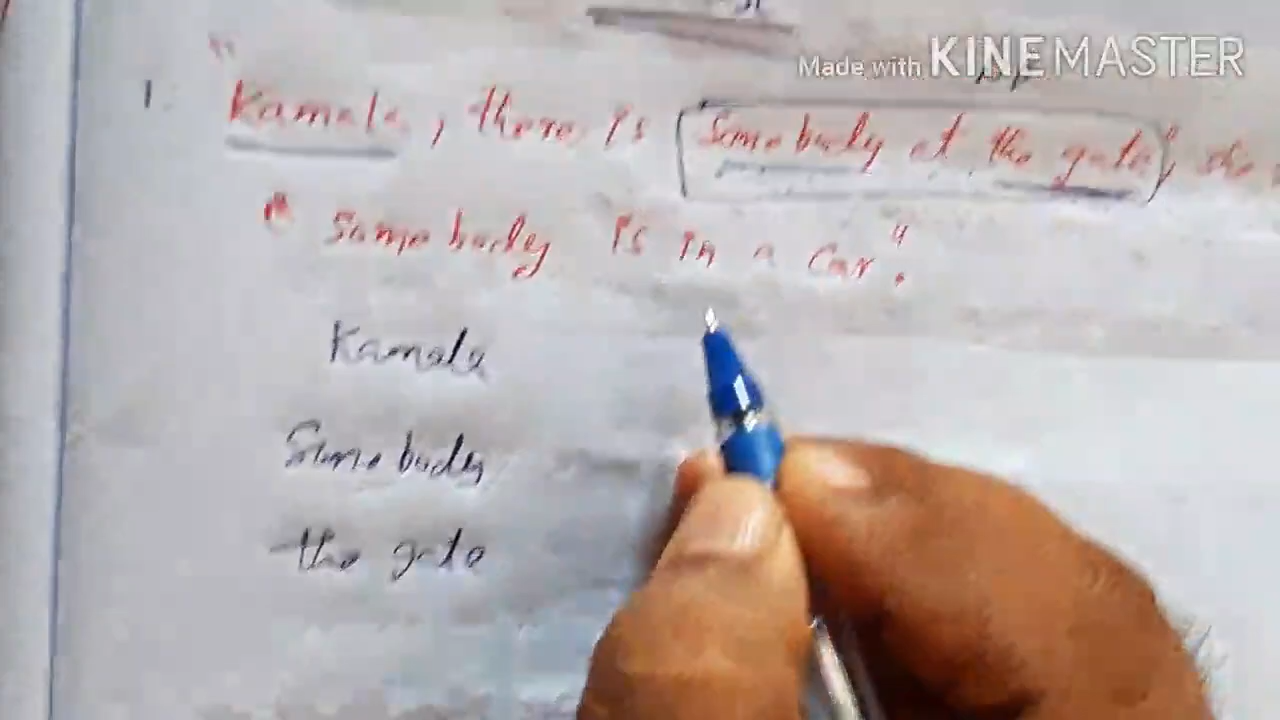 Made with KINEMASTER
1. "Kamala, there is somebody at the gate", she
somebody is in a car."
Kamala
Somebody
the gate